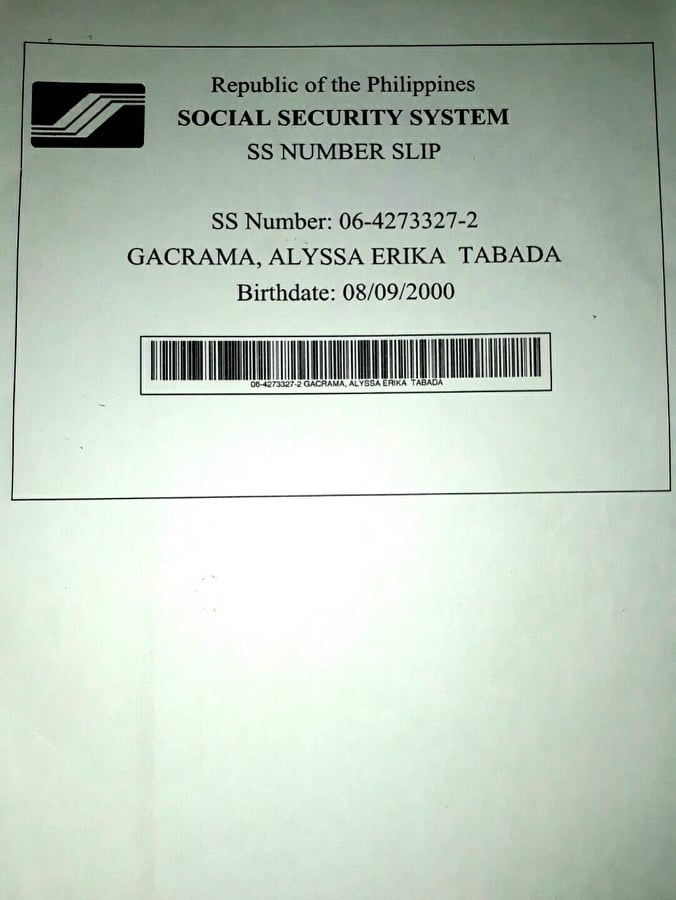 Republic of the Philippines
SOCIAL SECURITY SYSTEM
SS NUMBER SLIP
SS Number: 06-4273327-2
GACRAMA, ALYSSA ERIKA TABADA
Birthdate: 08/09/2000
06-4273327-2 GACRAMA, ALYSSA ERIKA TABADA